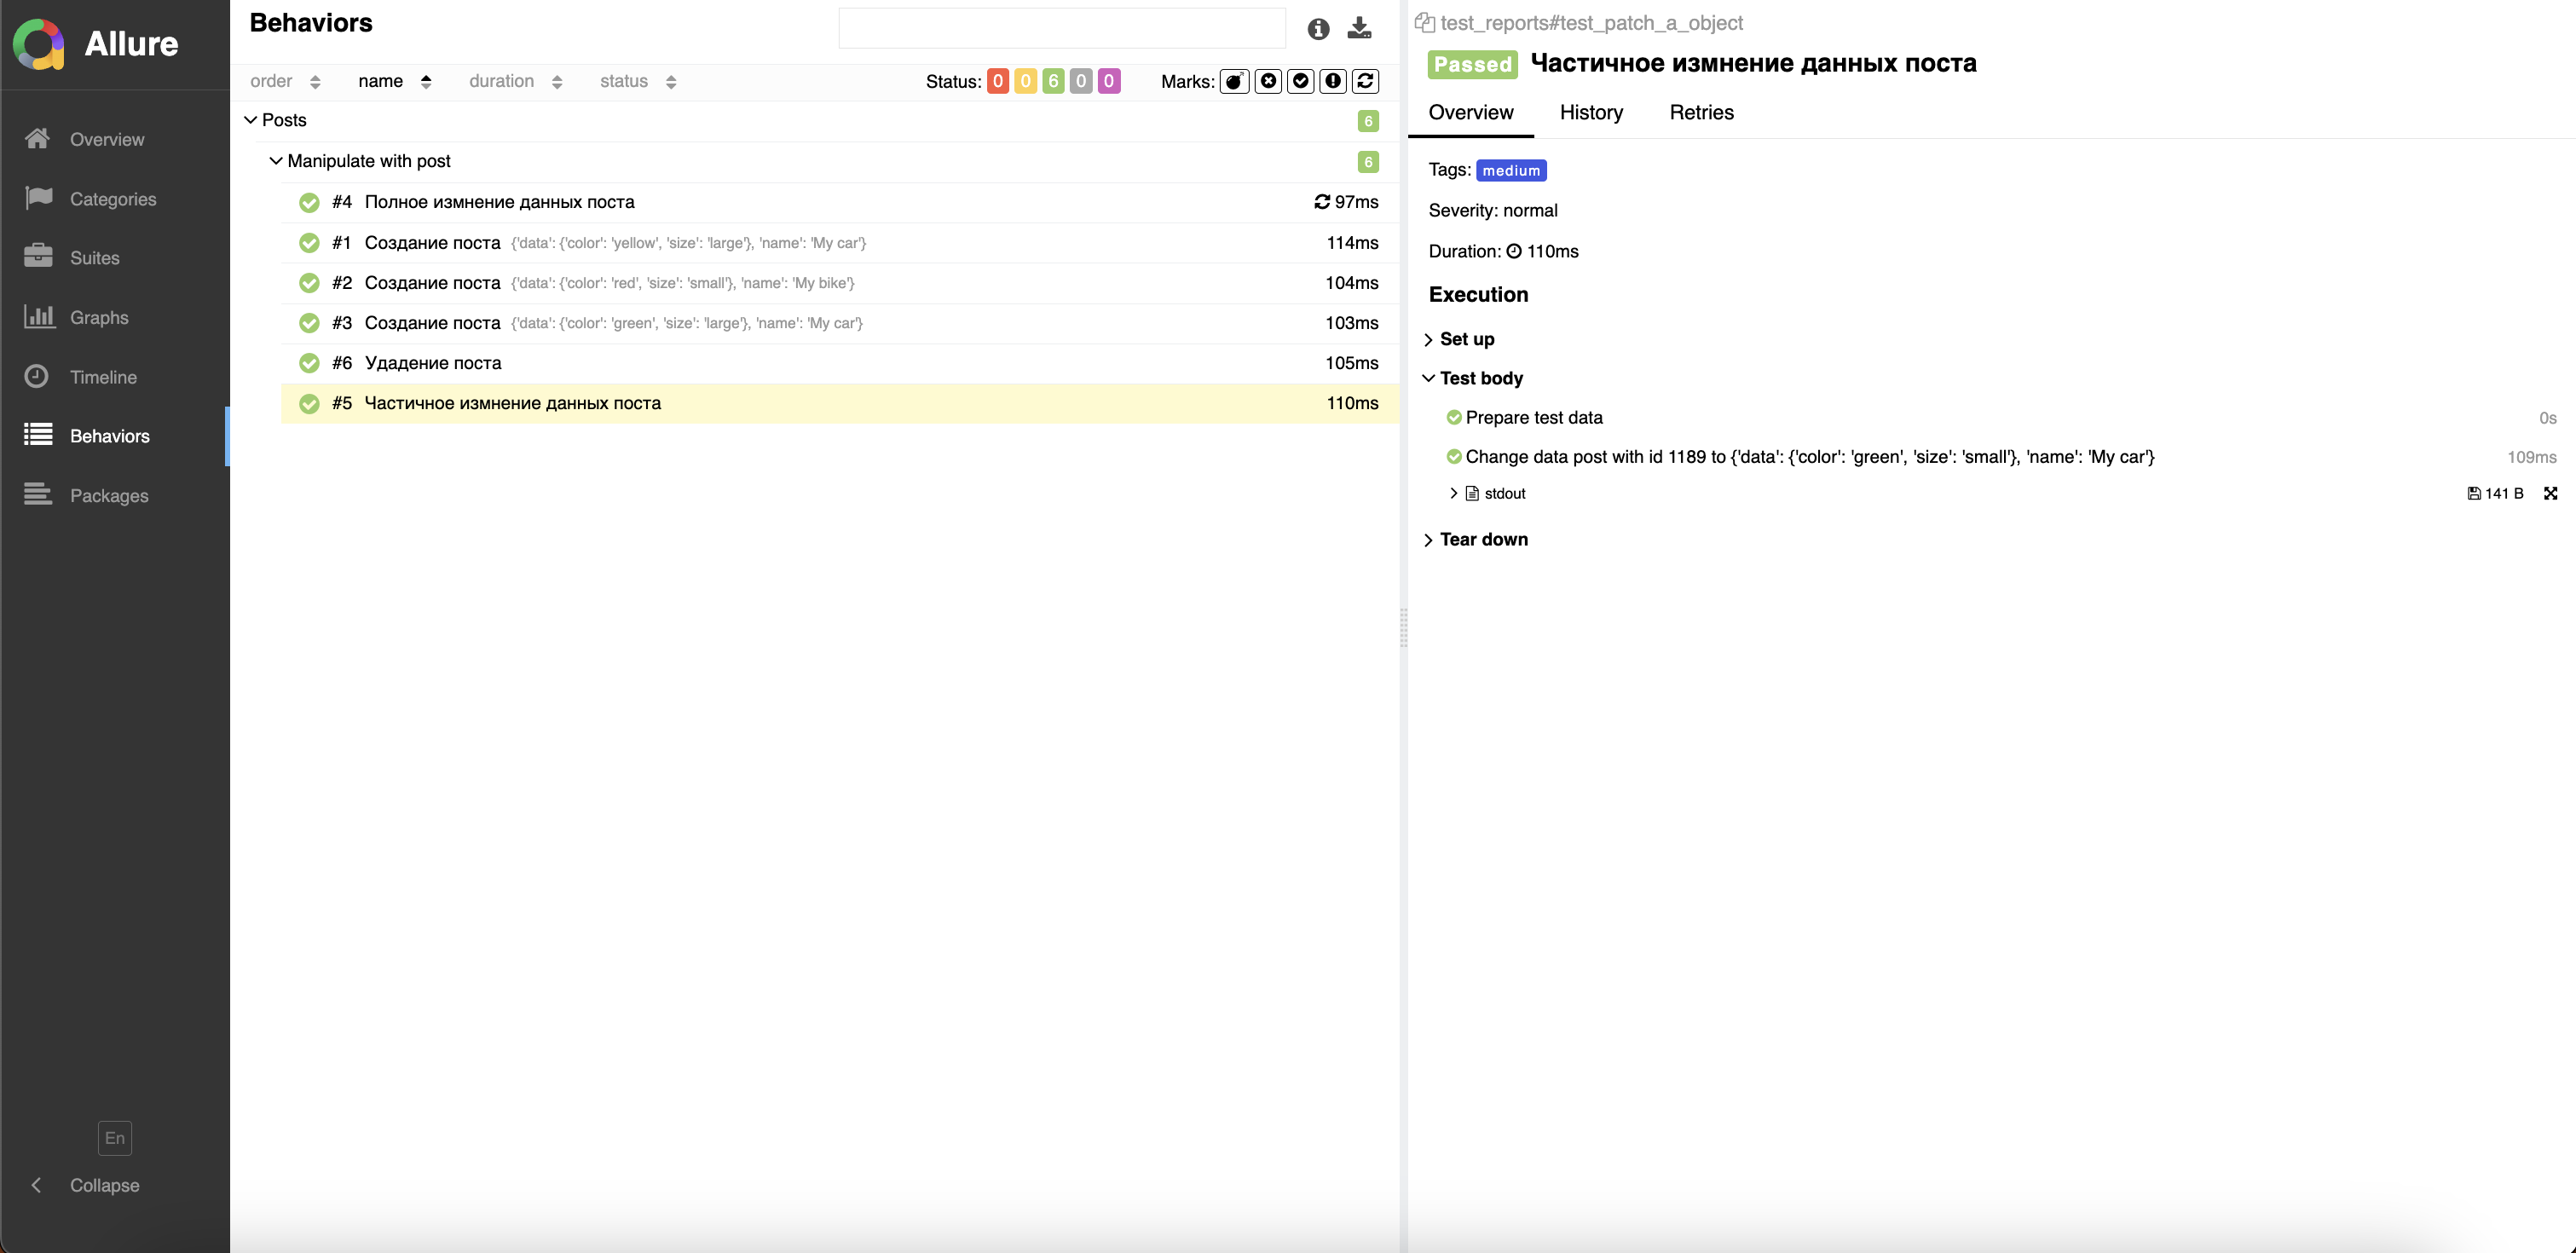 Allure
Overview
Categories
Suites
Graphs
Timeline
Behaviors
Packages
En
Collapse
Behaviors
order name duration status Status: 0 0 6 0 0 Marks:
Posts 6
Manipulate with post 6
#4 Полное измнение данных поста 97ms
#1 Создание поста {'data': {'color': 'yellow', 'size': 'large'}, 'name': 'My car'} 114ms
#2 Создание поста {'data': {'color': 'red', 'size': 'small'}, 'name': 'My bike'} 104ms
#3 Создание поста {'data': {'color': 'green', 'size': 'large'}, 'name': 'My car'} 103ms
#6 Удадение поста 105ms
#5 Частичное измнение данных поста 110ms
test_reports#test_patch_a_object
Passed Частичное измнение данных поста
Overview History Retries
Tags: medium
Severity: normal
Duration: 110ms
Execution
Set up
Test body
Prepare test data 0s
Change data post with id 1189 to {'data': {'color': 'green', 'size': 'small'}, 'name': 'My car'} 109ms
stdout 141 B
Tear down